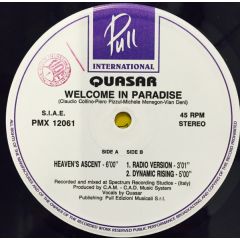 Pull
INTERNATIONAL
QUASAR
WELCOME IN PARADISE
(Claudio Collino-Piero Pizzul-Michele Menegon-Vian Deni)
S.I.A.E.
PMX 12061
45 RPM
STEREO
SIDE A
HEAVEN'S ASCENT - 6'00"
SIDE B
1. RADIO VERSION - 3'01"
2. DYNAMIC RISING - 5'00"
Recorded and mixed at Spectrum Recording Studios - (Italy)
Produced by C.A.M. - C.A.D. Music System
Vocals by Quasar
Publishing: Pull Edizioni Musicali S.r.l.